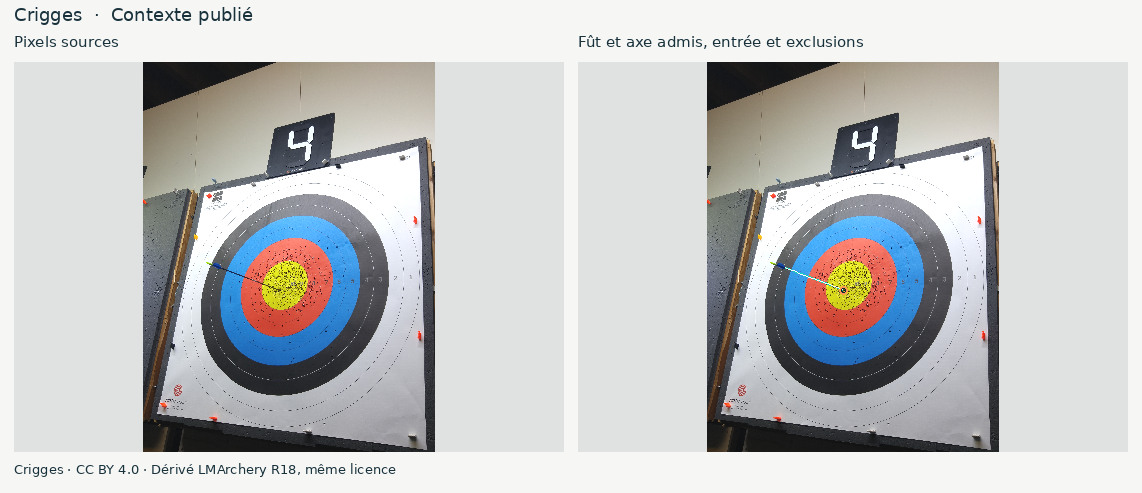 Crigges · Contexte publié
Pixels sources
Fût et axe admis, entrée et exclusions
4
4
Crigges · CC BY 4.0 · Dérivé LMArchery R18, même licence